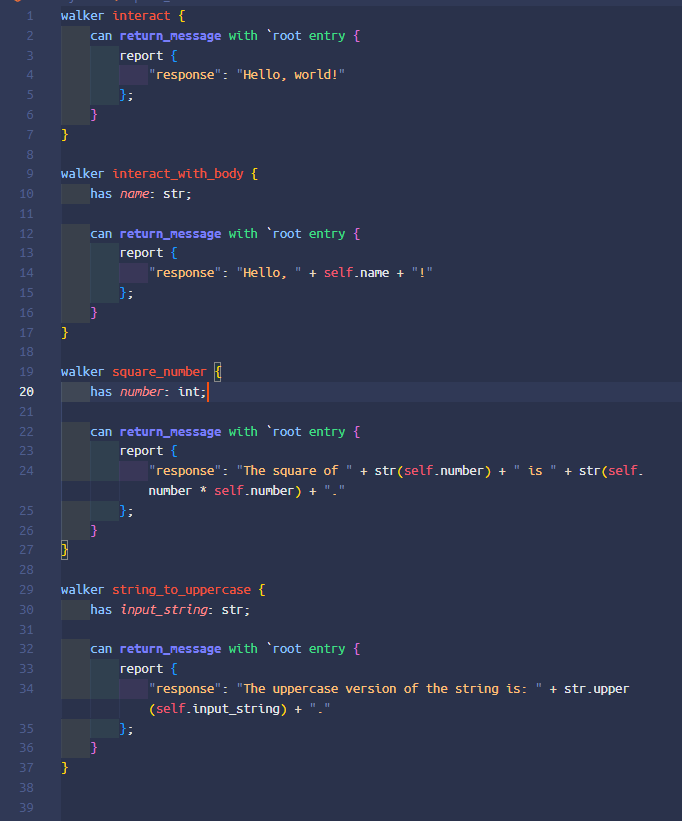 1 walker interact {
2     can return_message with `root entry {
3         report {
4             "response": "Hello, world!"
5         };
6     }
7 }
8
9 walker interact_with_body {
10     has name: str;
11
12     can return_message with `root entry {
13         report {
14             "response": "Hello, " + self.name + "!"
15         };
16     }
17 }
18
19 walker square_number {
20     has number: int;
21
22     can return_message with `root entry {
23         report {
24             "response": "The square of " + str(self.number) + " is " + str(self.
            number * self.number) + "."
25         };
26     }
27 }
28
29 walker string_to_uppercase {
30     has input_string: str;
31
32     can return_message with `root entry {
33         report {
34             "response": "The uppercase version of the string is: " + str.upper
            (self.input_string) + "."
35         };
36     }
37 }
38
39